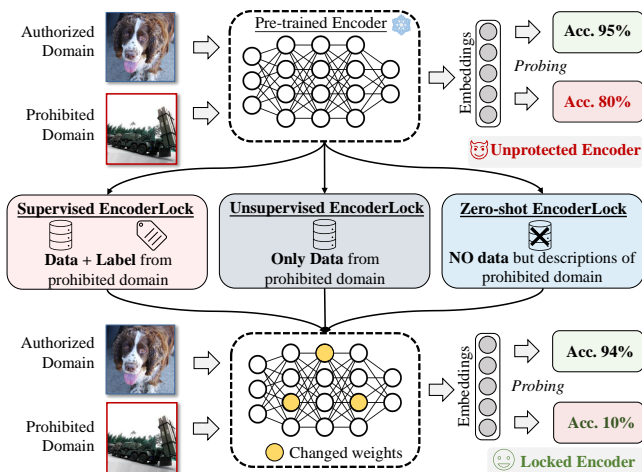 Authorized
Domain
Pre-trained Encoder
Embeddings
Acc. 95%
Probing
Prohibited
Domain
Acc. 80%
Unprotected Encoder
Supervised EncoderLock
Data + Label from
prohibited domain
Unsupervised EncoderLock
Only Data from
prohibited domain
Zero-shot EncoderLock
NO data but descriptions of
prohibited domain
Authorized
Domain
Embeddings
Acc. 94%
Probing
Prohibited
Domain
Acc. 10%
Changed weights
Locked Encoder